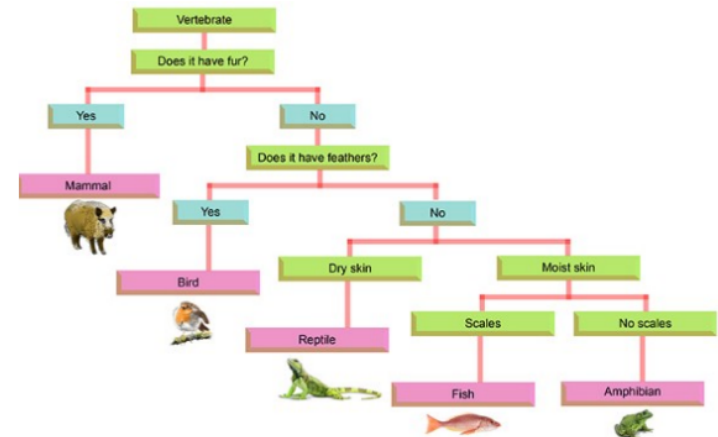 Vertebrate
Does it have fur?
Yes
No
Does it have feathers?
Mammal
Yes
No
Dry skin
Moist skin
Bird
Scales
No scales
Reptile
Fish
Amphibian